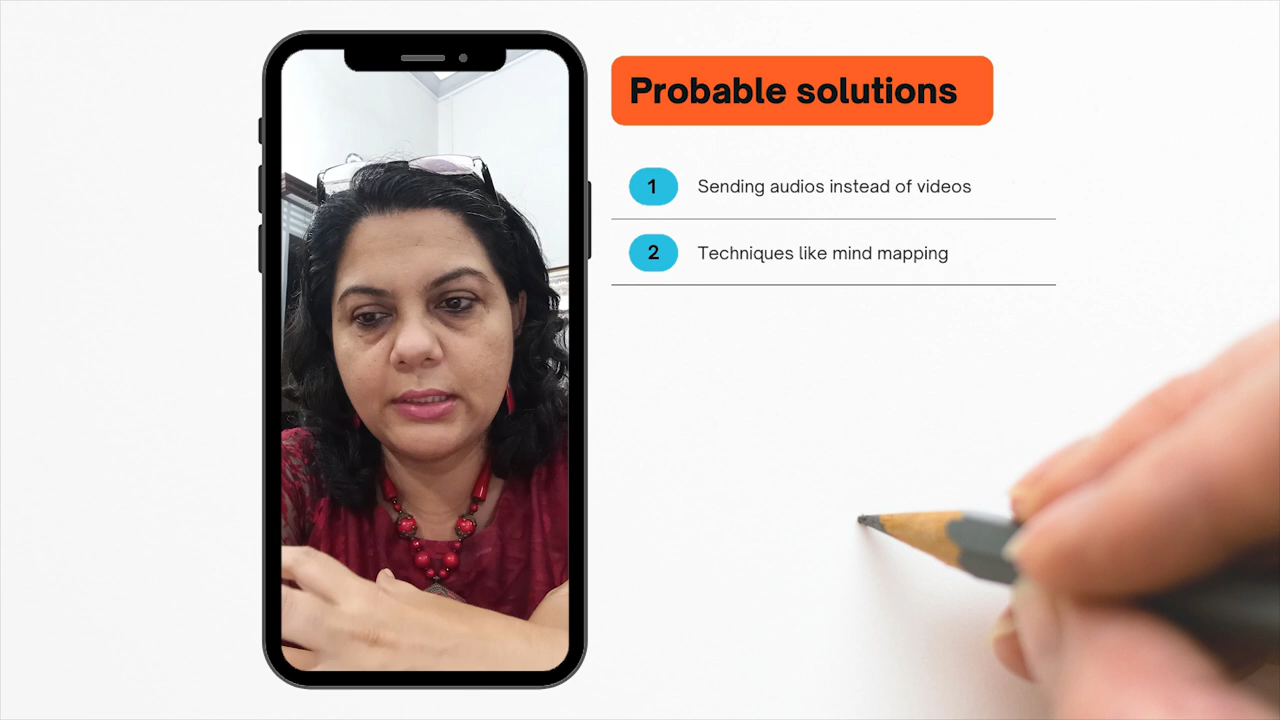 Probable solutions
1 Sending audios instead of videos
2 Techniques like mind mapping